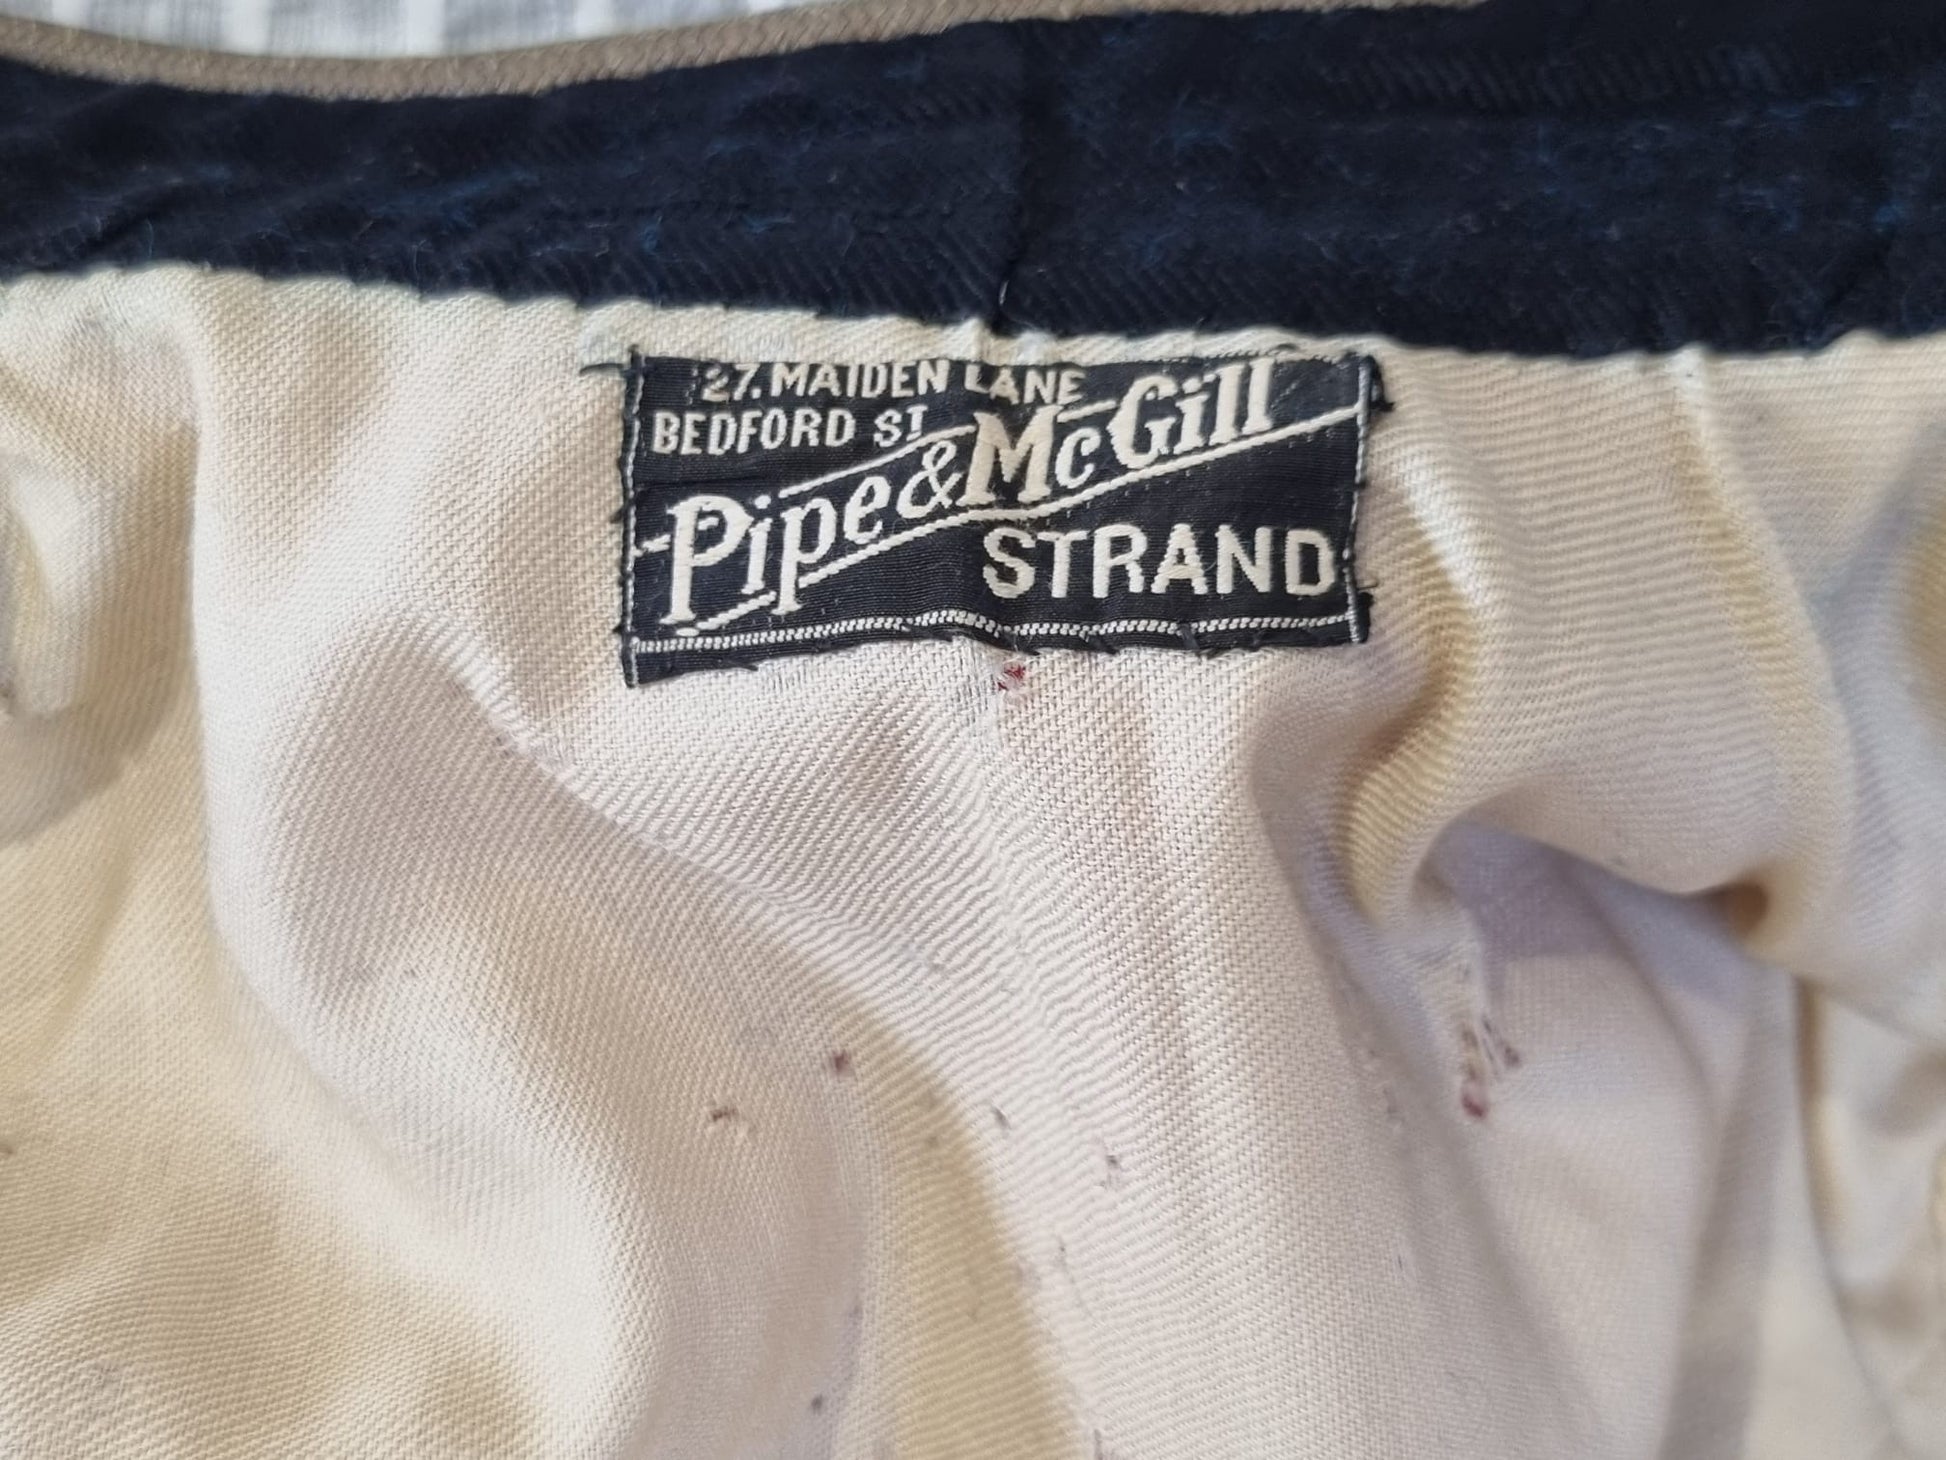 27. MAIDEN LANE
BEDFORD ST
Pipe & McGill
STRAND